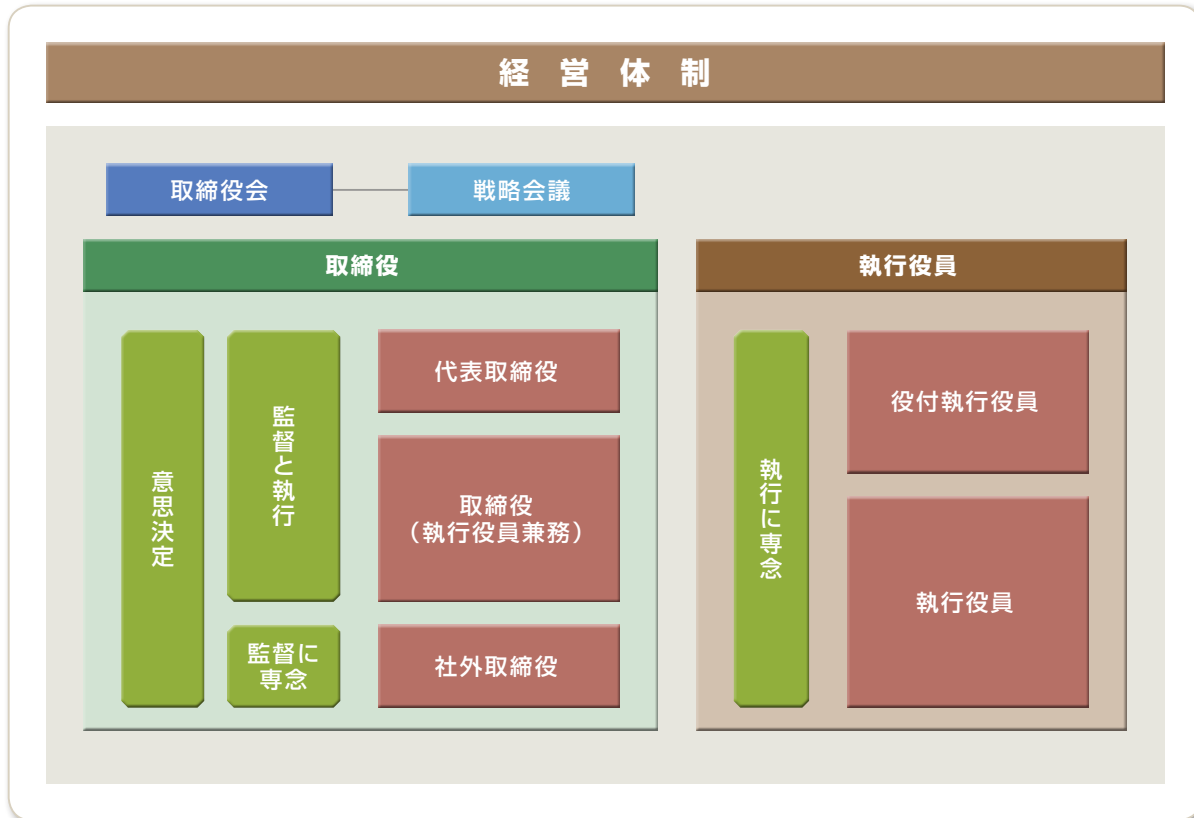 経営体制
取締役会
戦略会議
取締役
意思決定
監督と執行
代表取締役
取締役
（執行役員兼務）
監督に
専念
社外取締役
執行役員
執行に専念
役付執行役員
執行役員